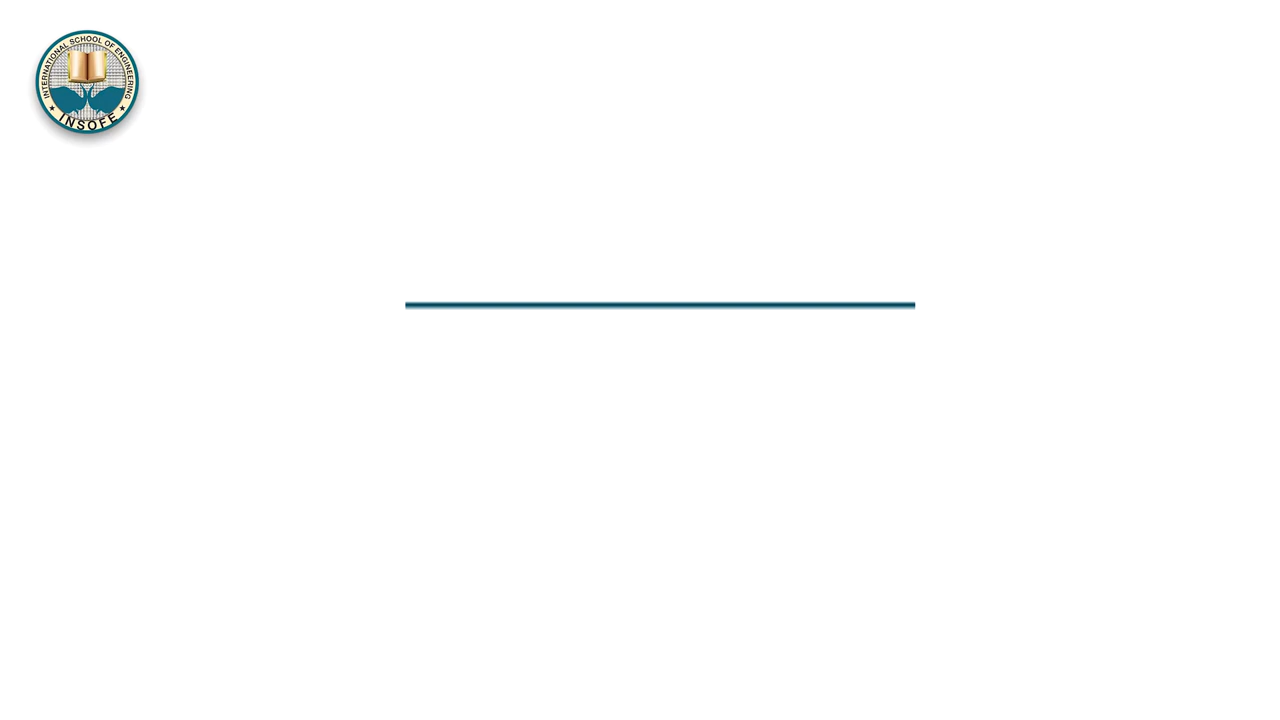 INTERNATIONAL SCHOOL OF ENGINEERING
★ INSOFE ★